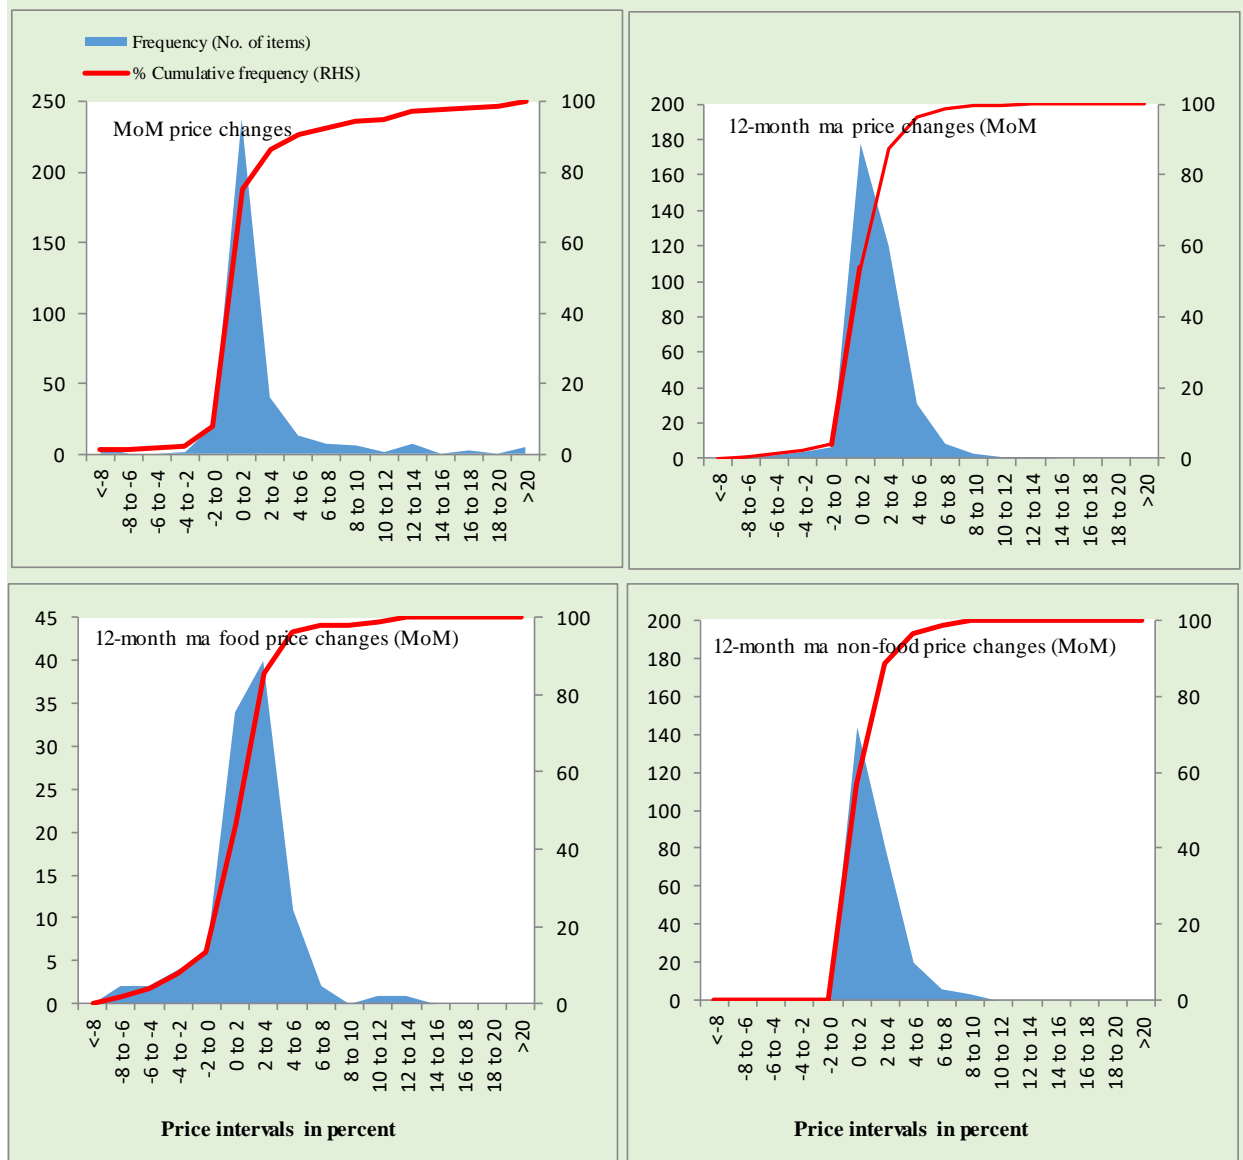 Frequency (No. of items)
% Cumulative frequency (RHS)
MoM price changes
250
200
150
100
50
0
100
80
60
40
20
0
<-8
-8 to -6
-6 to -4
-4 to -2
-2 to 0
0 to 2
2 to 4
4 to 6
6 to 8
8 to 10
10 to 12
12 to 14
14 to 16
16 to 18
18 to 20
>20
12-month ma price changes (MoM
200
180
160
140
120
100
80
60
40
20
0
100
80
60
40
20
0
<-8
-8 to -6
-6 to -4
-4 to -2
-2 to 0
0 to 2
2 to 4
4 to 6
6 to 8
8 to 10
10 to 12
12 to 14
14 to 16
16 to 18
18 to 20
>20
12-month ma food price changes (MoM)
45
40
35
30
25
20
15
10
5
0
100
80
60
40
20
0
<-8
-8 to -6
-6 to -4
-4 to -2
-2 to 0
0 to 2
2 to 4
4 to 6
6 to 8
8 to 10
10 to 12
12 to 14
14 to 16
16 to 18
18 to 20
>20
Price intervals in percent
12-month ma non-food price changes (MoM)
200
180
160
140
120
100
80
60
40
20
0
100
80
60
40
20
0
<-8
-8 to -6
-6 to -4
-4 to -2
-2 to 0
0 to 2
2 to 4
4 to 6
6 to 8
8 to 10
10 to 12
12 to 14
14 to 16
16 to 18
18 to 20
>20
Price intervals in percent